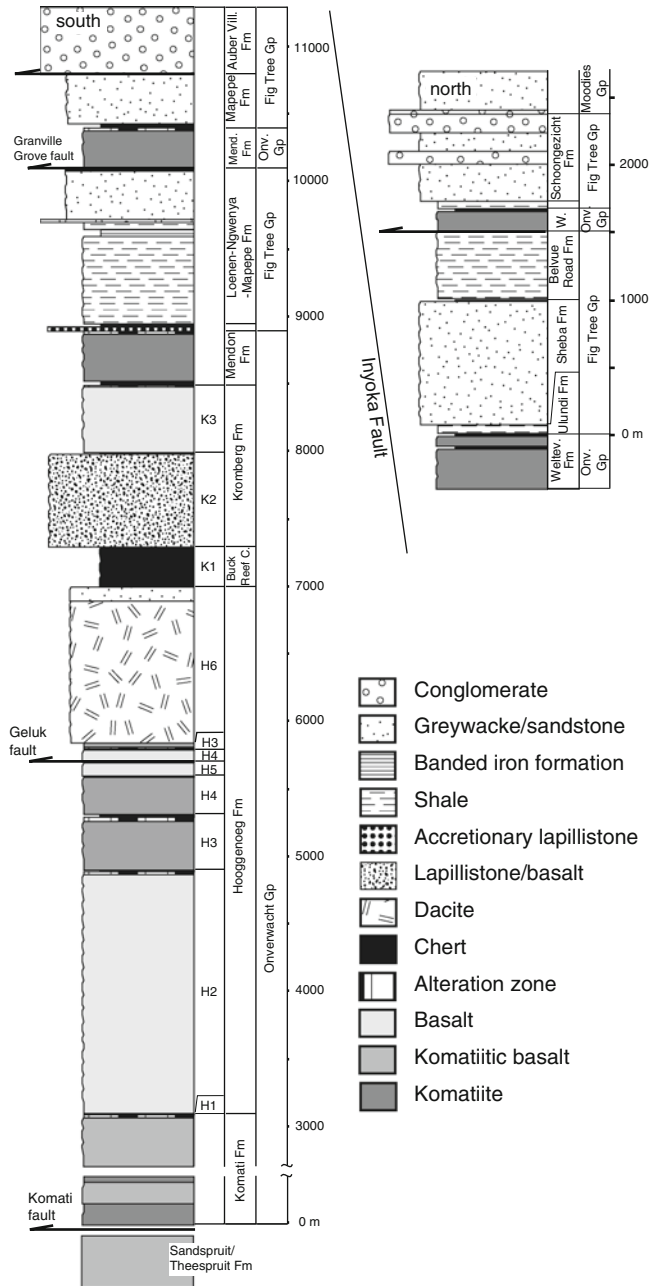 south
Auber Vill.
Fm
Mapepe
Fm
Fig Tree Gp
11000
Granville
Grove fault
Mend.
Fm
Onv.
Gp
10000
Loenen-Ngwenya
-Mapepe Fm
Fig Tree Gp
9000
Mendon
Fm
K3
K2
Kromberg Fm
8000
K1
Buck
Reef C.
7000
H6
6000
Geluk
fault
H3
H4
H5
H4
H3
Hooggenoeg Fm
5000
Onverwacht Gp
H2
4000
H1
3000
Komati Fm
Komati
fault
0 m
Sandspruit/
Theespruit Fm
Inyoka Fault
north
Moodies
Gp
Schoongezicht
Fm
Fig Tree Gp
2000
W.
Onv.
Gp
Belvue
Road Fm
1000
Sheba Fm
Fig Tree Gp
Ulundi Fm
0 m
Weltev.
Fm
Onv.
Gp
Conglomerate
Greywacke/sandstone
Banded iron formation
Shale
Accretionary lapillistone
Lapillistone/basalt
Dacite
Chert
Alteration zone
Basalt
Komatiitic basalt
Komatiite